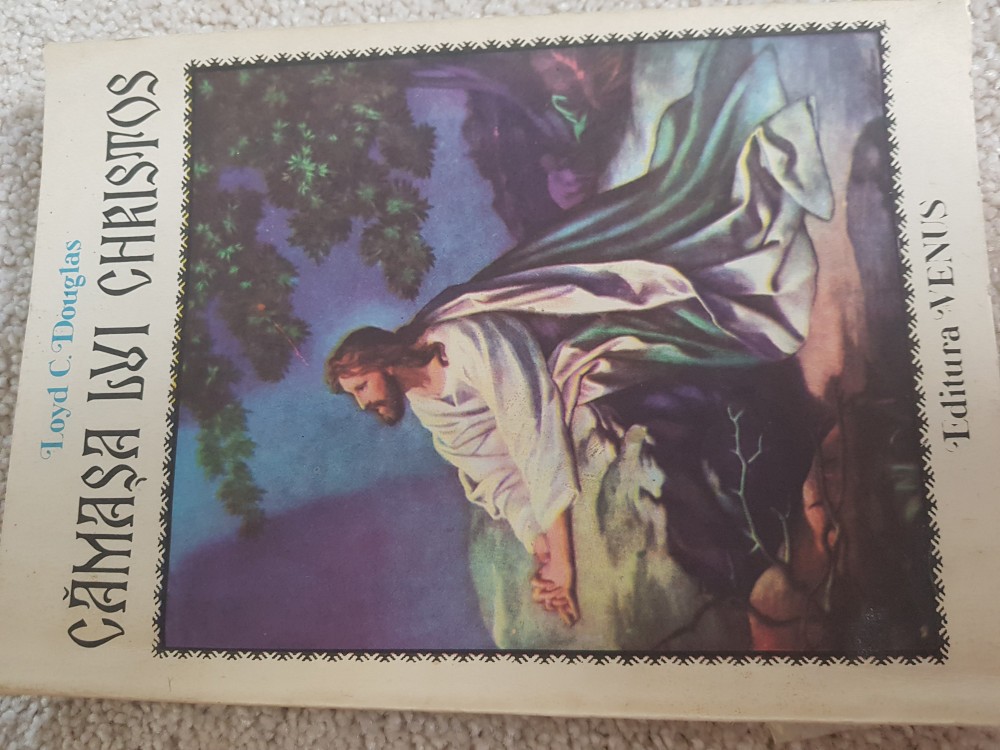 Loyd C. Douglas
CĂMAȘA LUI CHRISTOS
Editura VENUS